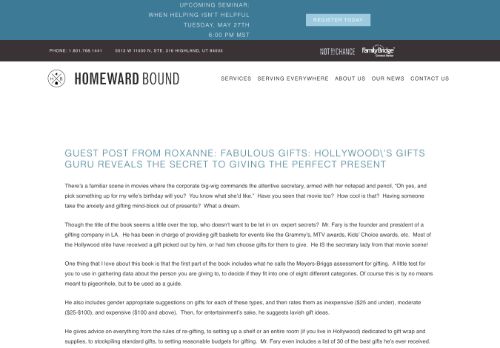 UPCOMING SEMINAR:
WHEN HELPING ISN'T HELPFUL
TUESDAY, MAY 27TH
6:00 PM MST
REGISTER TODAY
PHONE: 1.801.768.1441
5513 W 11000 N, STE. 216 HIGHLAND, UT 84003
NOT BY CHANCE
FamilyBridge
HOMEWARD BOUND
SERVICES SERVING EVERYWHERE ABOUT US OUR NEWS CONTACT US
GUEST POST FROM ROXANNE: FABULOUS GIFTS: HOLLYWOOD\'S GIFTS
GURU REVEALS THE SECRET TO GIVING THE PERFECT PRESENT
There's a familiar scene in movies where the corporate big-wig commands the attentive secretary, armed with her notepad and pencil, "Oh yes, and
pick something up for my wife's birthday will you? You know what she'd like." Have you seen that movie too? How cool is that? Having someone
take the anxiety and gifting mind-block out of presents? What a dream.
Though the title of the book seems a little over the top, who doesn't want to be let in on expert secrets? Mr. Fary is the founder and president of a
gifting company in LA. He has been in charge of providing gift baskets for events like the Grammy's, MTV awards, Kids' Choice awards, etc. Most of
the Hollywood elite have received a gift picked out by him, or had him choose gifts for them to give. He IS the secretary lady from that movie scene!
One thing that I love about this book is that the first part of the book includes what he calls the Meyers-Briggs assessment for gifting. A little test for
you to use in gathering data about the person you are giving to, to decide if they fit into one of eight different categories. Of course this is by no means
meant to pigeonhole, but to be used as a guide.
He also includes gender appropriate suggestions on gifts for each of these types, and then rates them as inexpensive ($25 and under), moderate
($25-$100), and expensive ($100 and above). Then, for entertainment's sake, he suggests lavish gift ideas.
He gives advice on everything from the rules of re-gifting, to setting up a shelf or an entire room (if you live in Hollywood) dedicated to gift wrap and
supplies, to stockpiling standard gifts, to setting reasonable budgets for gifting. Mr. Fary even includes a list of 30 of the best gifts he's ever received.